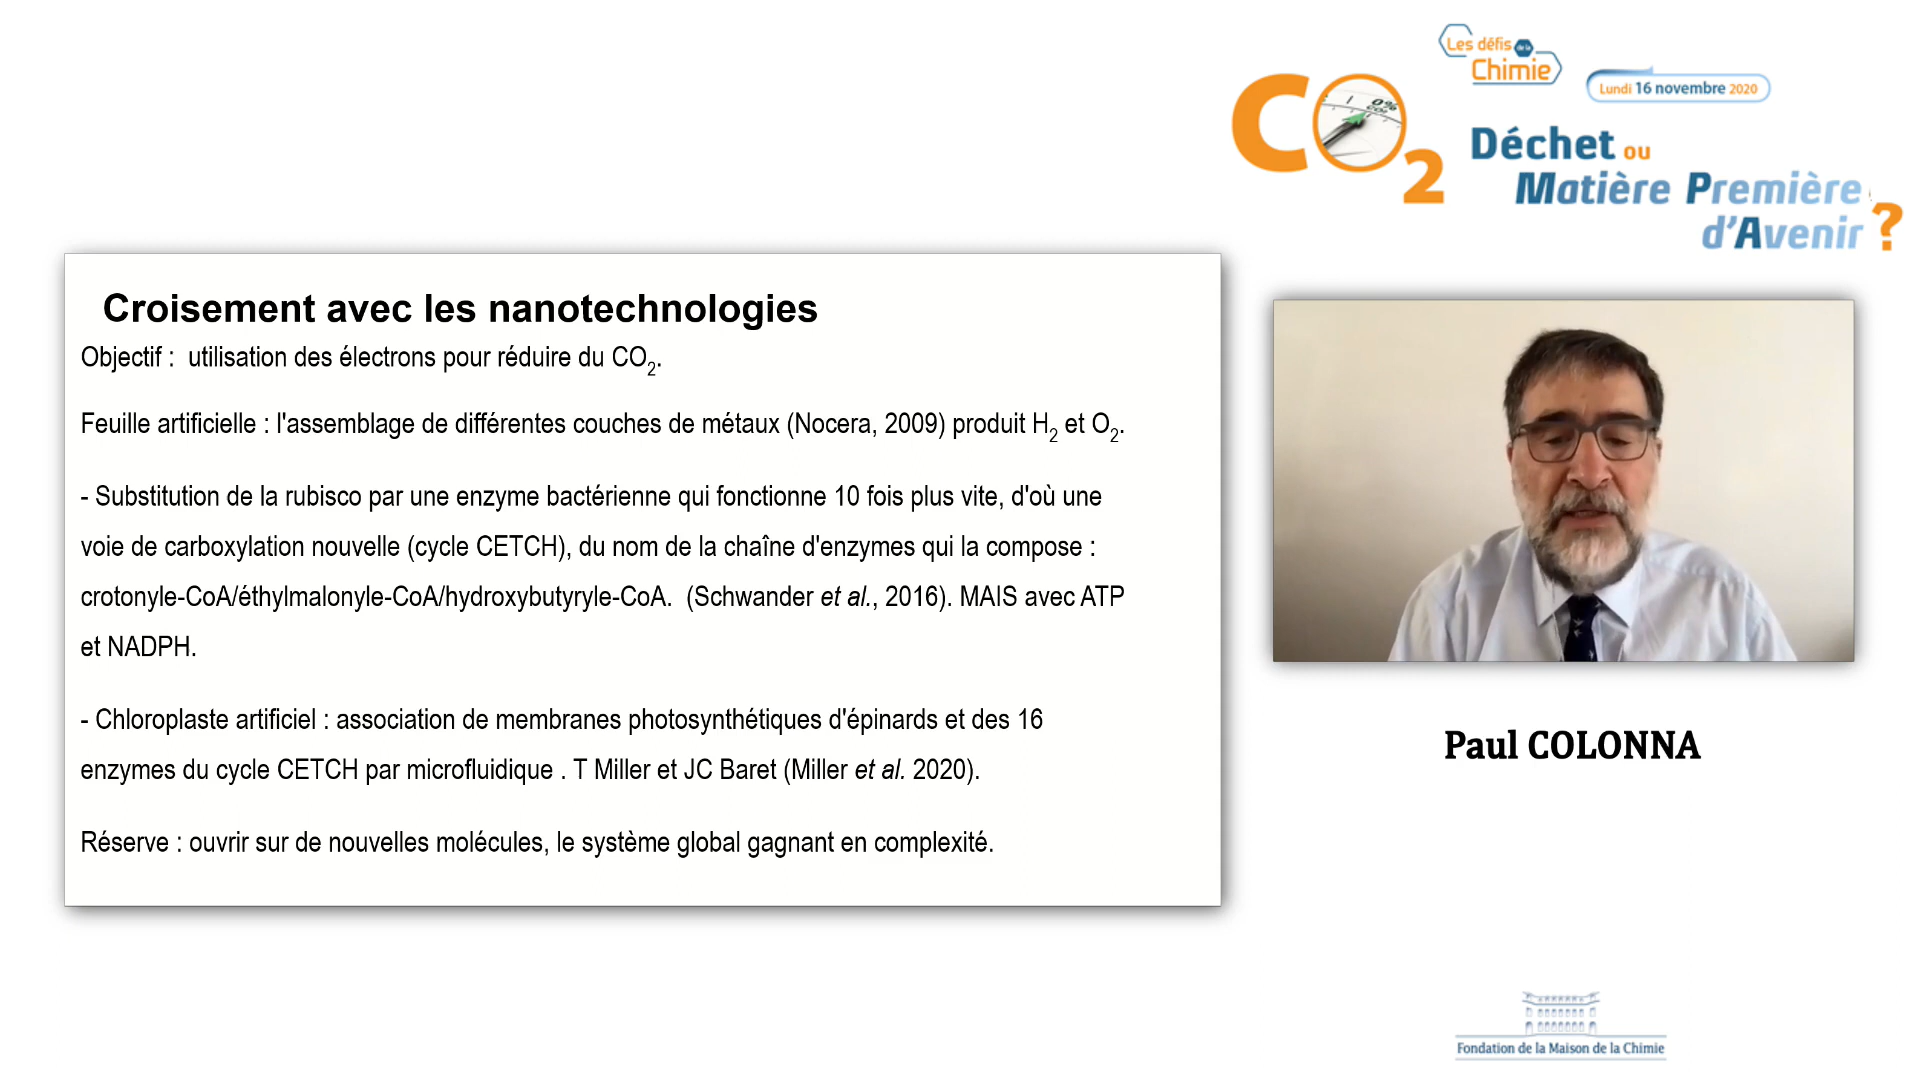 Les défis de la
Chimie
Lundi 16 novembre 2020
0%
CO2
Déchet ou
Matière Première
d'Avenir ?
Croisement avec les nanotechnologies
Objectif :  utilisation des électrons pour réduire du CO2.
Feuille artificielle : l'assemblage de différentes couches de métaux (Nocera, 2009) produit H2 et O2.
- Substitution de la rubisco par une enzyme bactérienne qui fonctionne 10 fois plus vite, d'où une
voie de carboxylation nouvelle (cycle CETCH), du nom de la chaîne d'enzymes qui la compose :
crotonyle-CoA/éthylmalonyle-CoA/hydroxybutyryle-CoA.  (Schwander et al., 2016). MAIS avec ATP
et NADPH.
- Chloroplaste artificiel : association de membranes photosynthétiques d'épinards et des 16
enzymes du cycle CETCH par microfluidique . T Miller et JC Baret (Miller et al. 2020).
Réserve : ouvrir sur de nouvelles molécules, le système global gagnant en complexité.
Paul COLONNA
Fondation de la Maison de la Chimie